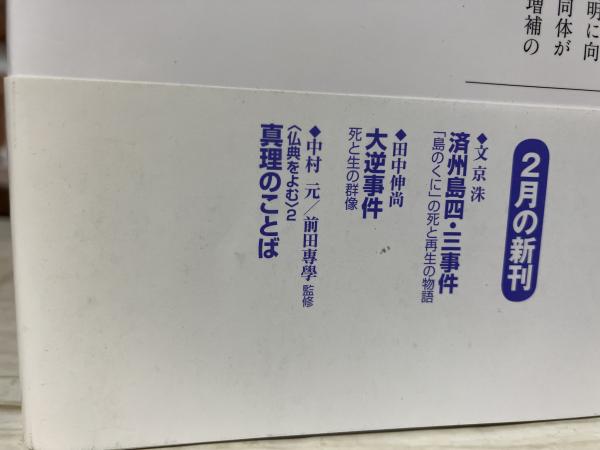 明に向
同体が
増補の
2月の新刊
◆文 京 洙
済州島四・三事件
「島のくに」の死と再生の物語
◆田中伸尚
大逆事件
死と生の群像
◆中村 元／前田専學 監修
〈仏典をよむ〉2
真理のことば